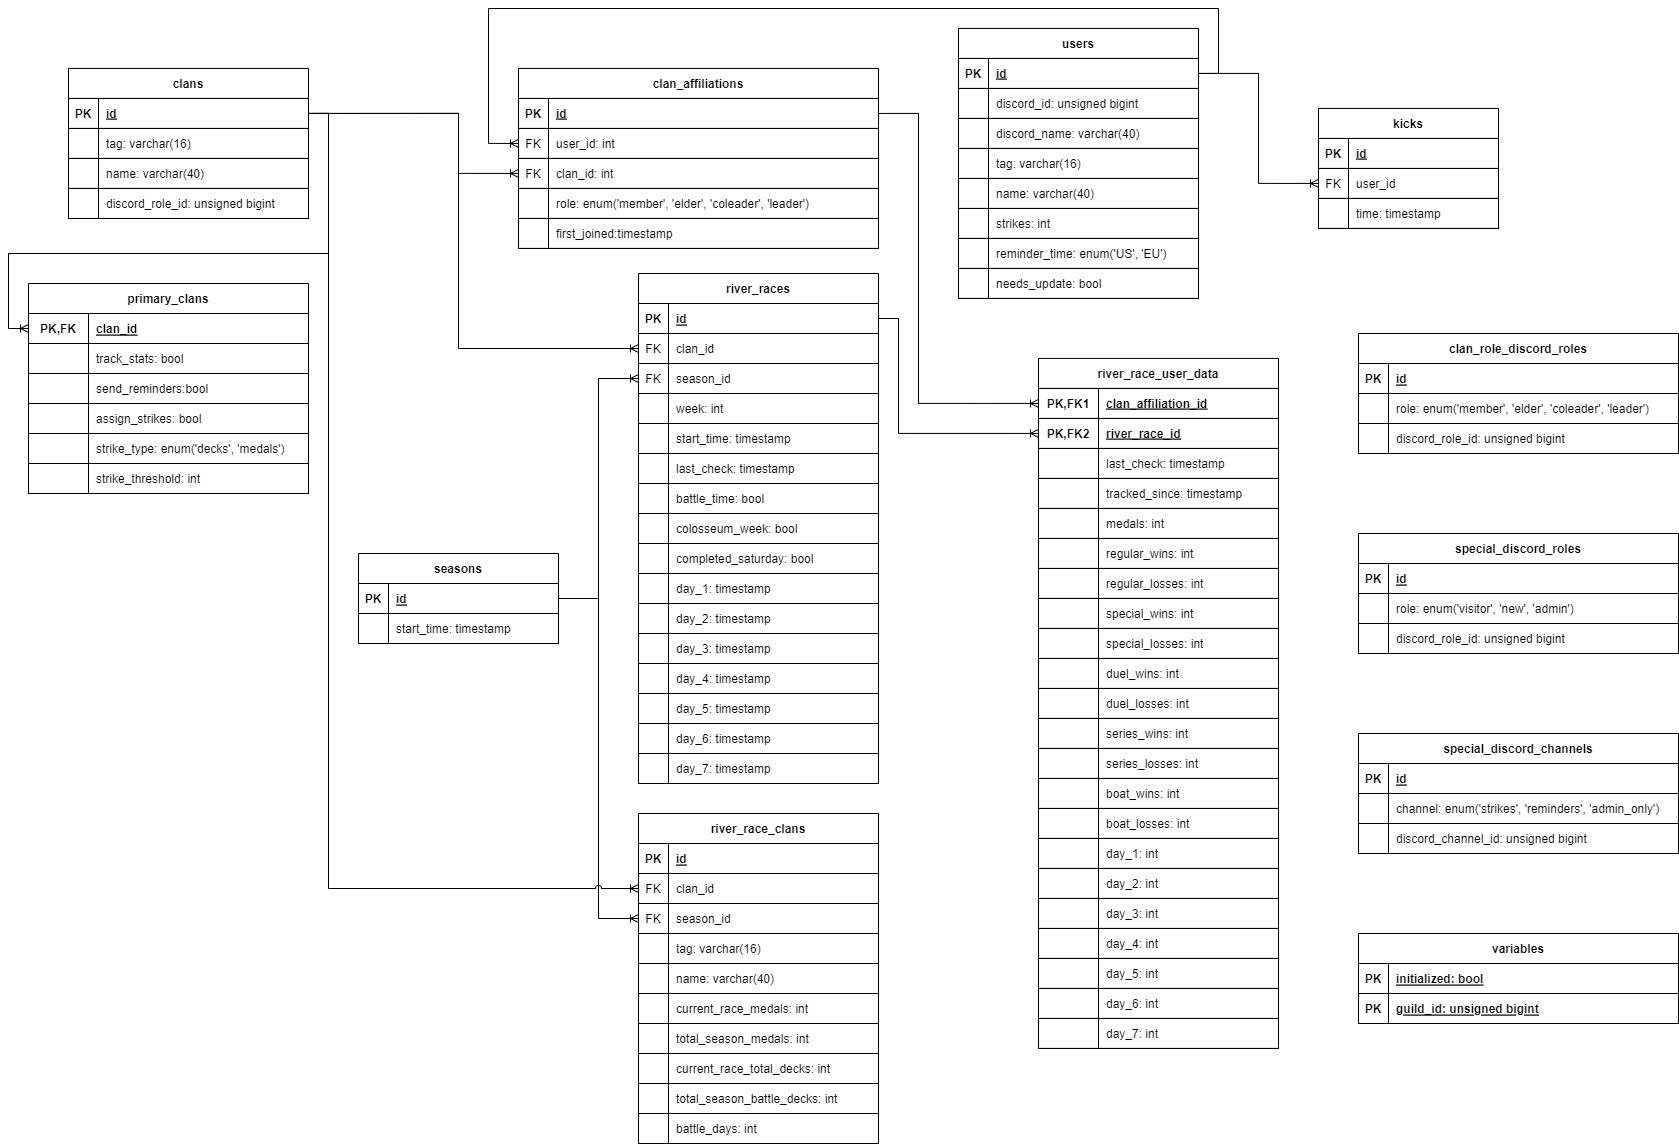 clans
PK id
tag: varchar(16)
name: varchar(40)
discord_role_id: unsigned bigint
clan_affiliations
PK id
FK user_id: int
FK clan_id: int
role: enum('member', 'elder', 'coleader', 'leader')
first_joined:timestamp
users
PK id
discord_id: unsigned bigint
discord_name: varchar(40)
tag: varchar(16)
name: varchar(40)
strikes: int
reminder_time: enum('US', 'EU')
needs_update: bool
kicks
PK id
FK user_id
time: timestamp
primary_clans
PK,FK clan_id
track_stats: bool
send_reminders:bool
assign_strikes: bool
strike_type: enum('decks', 'medals')
strike_threshold: int
river_races
PK id
FK clan_id
FK season_id
week: int
start_time: timestamp
last_check: timestamp
battle_time: bool
colosseum_week: bool
completed_saturday: bool
day_1: timestamp
day_2: timestamp
day_3: timestamp
day_4: timestamp
day_5: timestamp
day_6: timestamp
day_7: timestamp
seasons
PK id
start_time: timestamp
river_race_clans
PK id
FK clan_id
FK season_id
tag: varchar(16)
name: varchar(40)
current_race_medals: int
total_season_medals: int
current_race_total_decks: int
total_season_battle_decks: int
battle_days: int
river_race_user_data
PK,FK1 clan_affiliation_id
PK,FK2 river_race_id
last_check: timestamp
tracked_since: timestamp
medals: int
regular_wins: int
regular_losses: int
special_wins: int
special_losses: int
duel_wins: int
duel_losses: int
series_wins: int
series_losses: int
boat_wins: int
boat_losses: int
day_1: int
day_2: int
day_3: int
day_4: int
day_5: int
day_6: int
day_7: int
clan_role_discord_roles
PK id
role: enum('member', 'elder', 'coleader', 'leader')
discord_role_id: unsigned bigint
special_discord_roles
PK id
role: enum('visitor', 'new', 'admin')
discord_role_id: unsigned bigint
special_discord_channels
PK id
channel: enum('strikes', 'reminders', 'admin_only')
discord_channel_id: unsigned bigint
variables
PK initialized: bool
PK guild_id: unsigned bigint